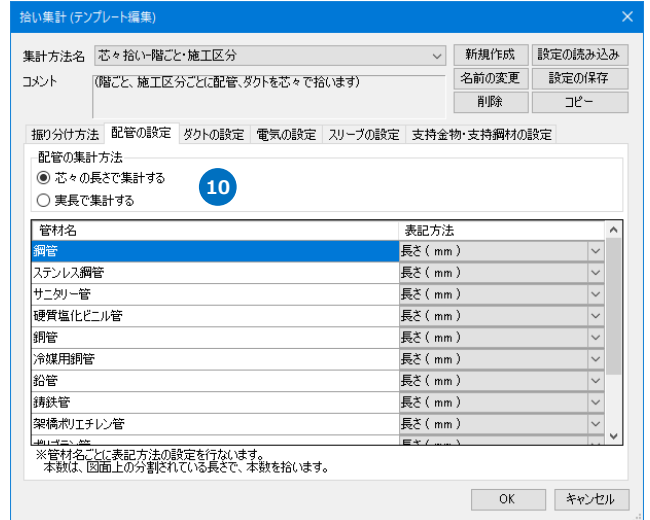 拾い集計 (テンプレート編集)
集計方法名 芯々拾い-階ごと・施工区分 新規作成 設定の読み込み
コメント (階ごと、施工区分ごとに配管、ダクトを芯々で拾います) 名前の変更 設定の保存
削除 コピー
振り分け方法 配管の設定 ダクトの設定 電気の設定 スリーブの設定 支持金物・支持鋼材の設定
配管の集計方法
芯々の長さで集計する
10
実長で集計する
管材名 表記方法
鋼管 長さ ( mm )
ステンレス鋼管 長さ ( mm )
サニタリー管 長さ ( mm )
硬質塩化ビニル管 長さ ( mm )
銅管 長さ ( mm )
冷媒用銅管 長さ ( mm )
鉛管 長さ ( mm )
鋳鉄管 長さ ( mm )
架橋ポリエチレン管 長さ ( mm )
長さ ( mm )
※管材名ごとに表記方法の設定を行ないます。
本数は、図面上の分割されている長さで、本数を拾います。
OK キャンセル